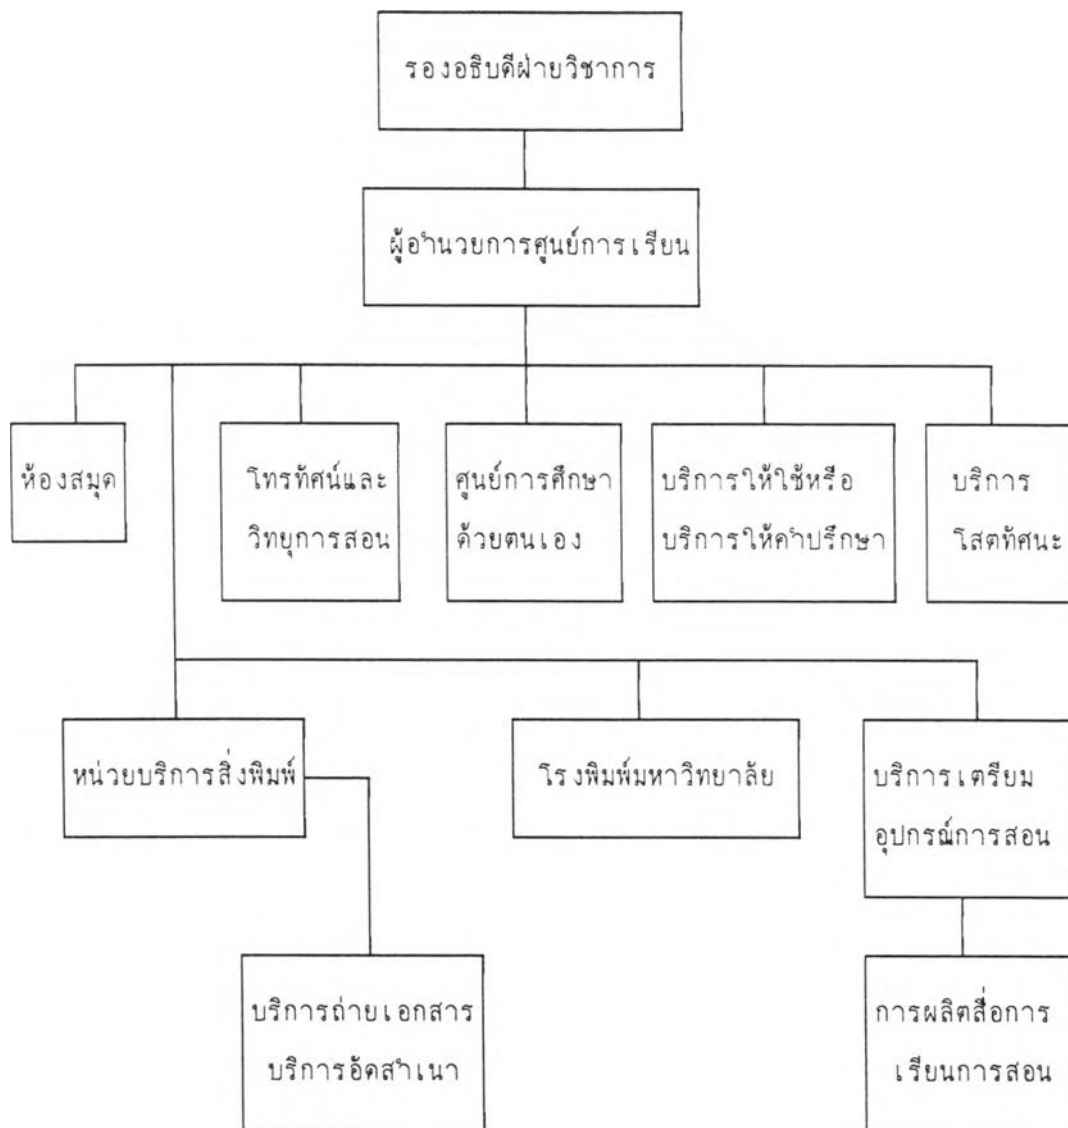 รองอธิบดีฝ่ายวิชาการ
ผู้อำนวยการศูนย์การเรียน
ห้องสมุด
โทรทัศน์และ
วิทยุการสอน
ศูนย์การศึกษา
ด้วยตนเอง
บริการให้ใช้หรือ
บริการให้คำปรึกษา
บริการ
โสตทัศนะ
หน่วยบริการสิ่งพิมพ์
โรงพิมพ์มหาวิทยาลัย
บริการเตรียม
อุปกรณ์การสอน
บริการถ่ายเอกสาร
บริการอัดสำเนา
การผลิตสื่อการ
เรียนการสอน